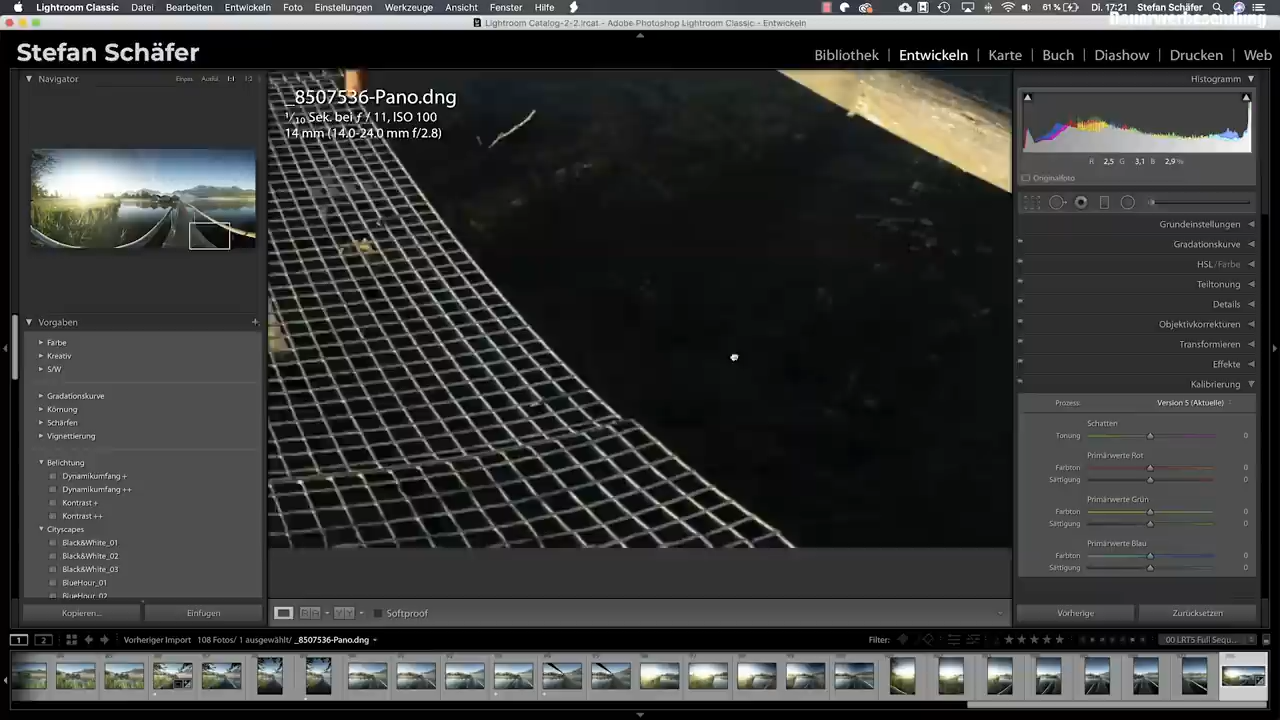 Lightroom Classic Datei Bearbeiten Entwickeln Foto Einstellungen Werkzeuge Ansicht Fenster Hilfe 61 % Di. 17:21 Stefan Schäfer
Lightroom Catalog-2-2.lrcat - Adobe Photoshop Lightroom Classic - Entwickeln
Dauerwerbesendung
Stefan Schäfer
Bibliothek | Entwickeln | Karte | Buch | Diashow | Drucken | Web
Navigator Einpas. Ausfül. 1:1
Histogramm
_8507536-Pano.dng
1/10 Sek. bei f / 11, ISO 100
14 mm (14.0-24.0 mm f/2.8)
R 2,5 G 3,1 B 2,9 %
Originalfoto
Grundeinstellungen
Gradationskurve
HSL / Farbe
Teiltonung
Details
Objektivkorrekturen
Transformieren
Effekte
Kalibrierung
Prozess: Version 5 (Aktuelle)
Schatten
Tonung 0
Primärwerte Rot
Farbton 0
Sättigung 0
Primärwerte Grün
Farbton 0
Sättigung 0
Primärwerte Blau
Farbton 0
Sättigung 0
Vorgaben +
Farbe
Kreativ
S/W
Gradationskurve
Körnung
Schärfen
Vignettierung
Belichtung
Dynamikumfang +
Dynamikumfang ++
Kontrast +
Kontrast ++
Cityscapes
Black&White_01
Black&White_02
Black&White_03
BlueHour_01
BlueHour_02
Kopieren... Einfügen
Softproof
Vorherige Zurücksetzen
1 2 Vorheriger Import 108 Fotos/ 1 ausgewählt/ _8507536-Pano.dng
Filter: 00 LRT5 Full Sequ...